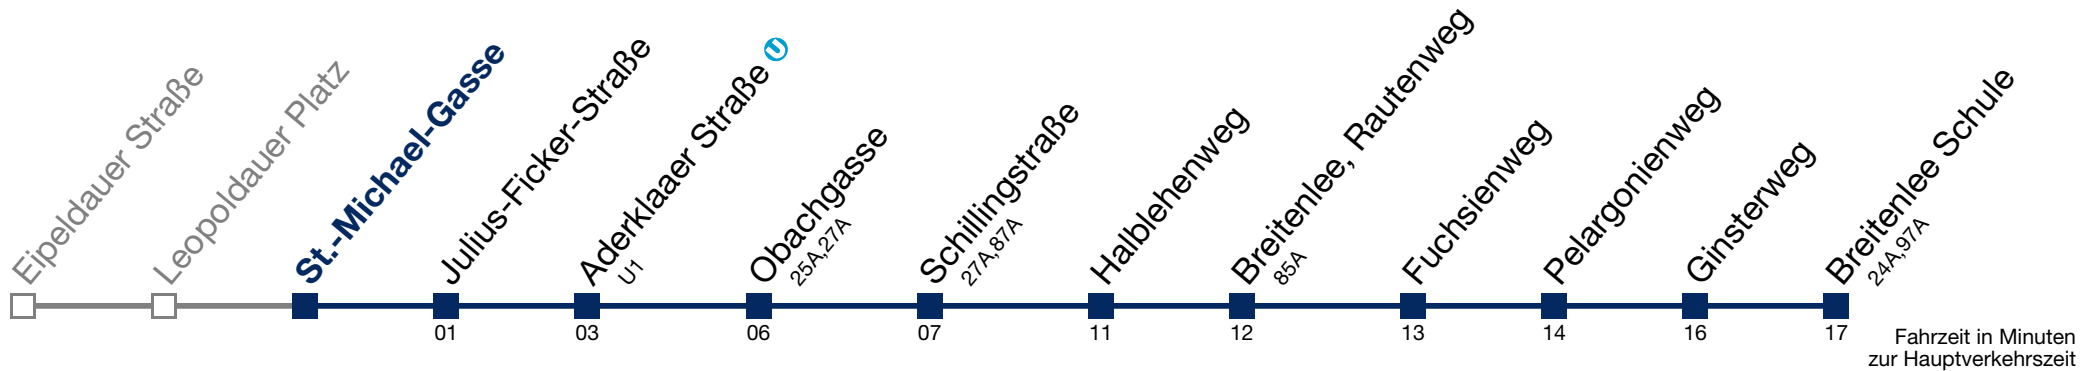 Eipeldauer Straße
Leopoldauer Platz
St.-Michael-Gasse
Julius-Ficker-Straße
01
Aderklaaer Straße U
U1
03
Obachgasse
25A,27A
06
Schillingstraße
27A,87A
07
Halblehenweg
11
Breitenlee, Rautenweg
85A
12
Fuchsienweg
13
Pelargonienweg
14
Ginsterweg
16
Breitenlee Schule
24A,97A
17
Fahrzeit in Minuten
zur Hauptverkehrszeit